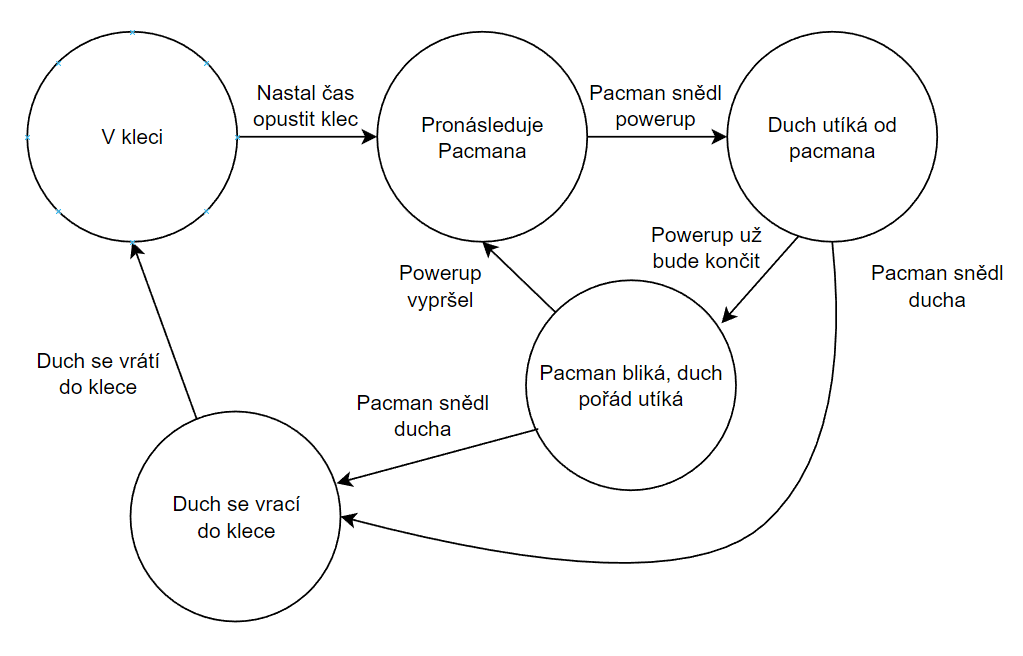 V kleci
Nastal čas
opustit klec
Pronásleduje
Pacmana
Pacman snědl
powerup
Duch utíká od
pacmana
Powerup už
bude končit
Pacman snědl
ducha
Powerup
vypršel
Pacman bliká, duch
pořád utíká
Duch se vrátí
do klece
Pacman snědl
ducha
Duch se vrací
do klece